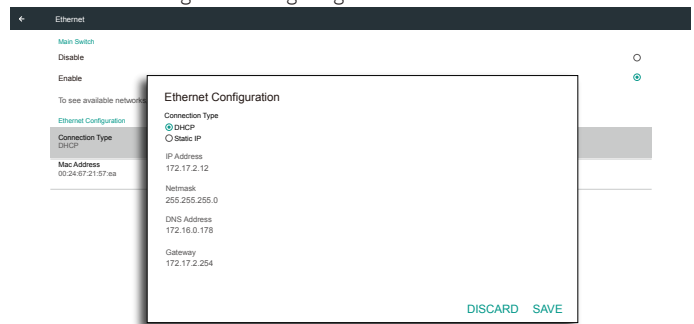 Ethernet
Main Switch
Disable
Enable
To see available networks
Ethernet Configuration
Connection Type
DHCP
Mac Address
00:24:67:21:57:ea
Ethernet Configuration
Connection Type
DHCP
Static IP
IP Address
172.17.2.12
Netmask
255.255.255.0
DNS Address
172.16.0.178
Gateway
172.17.2.254
DISCARD SAVE